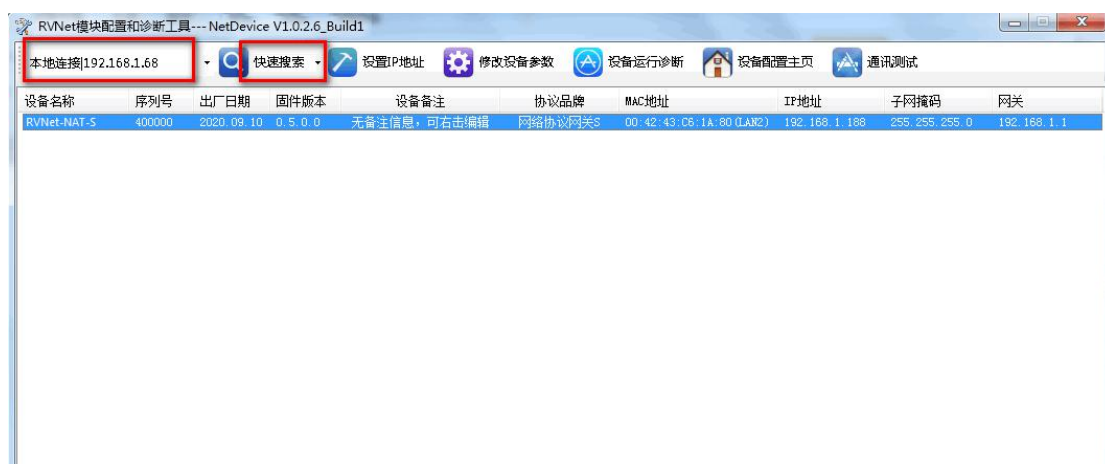 RVNet模块配置和诊断工具--- NetDevice V1.0.2.6_Build1
本地连接|192.168.1.68 快速搜索 设置IP地址 修改设备参数 设备运行诊断 设备配置主页 通讯测试
设备名称 序列号 出厂日期 固件版本 设备备注 协议品牌 MAC地址 IP地址 子网掩码 网关
RVNet-NAT-S 400000 2020.09.10 0.5.0.0 无备注信息，可右击编辑 网络协议网关S 00:42:43:C6:1A:80(LAN2) 192.168.1.188 255.255.255.0 192.168.1.1